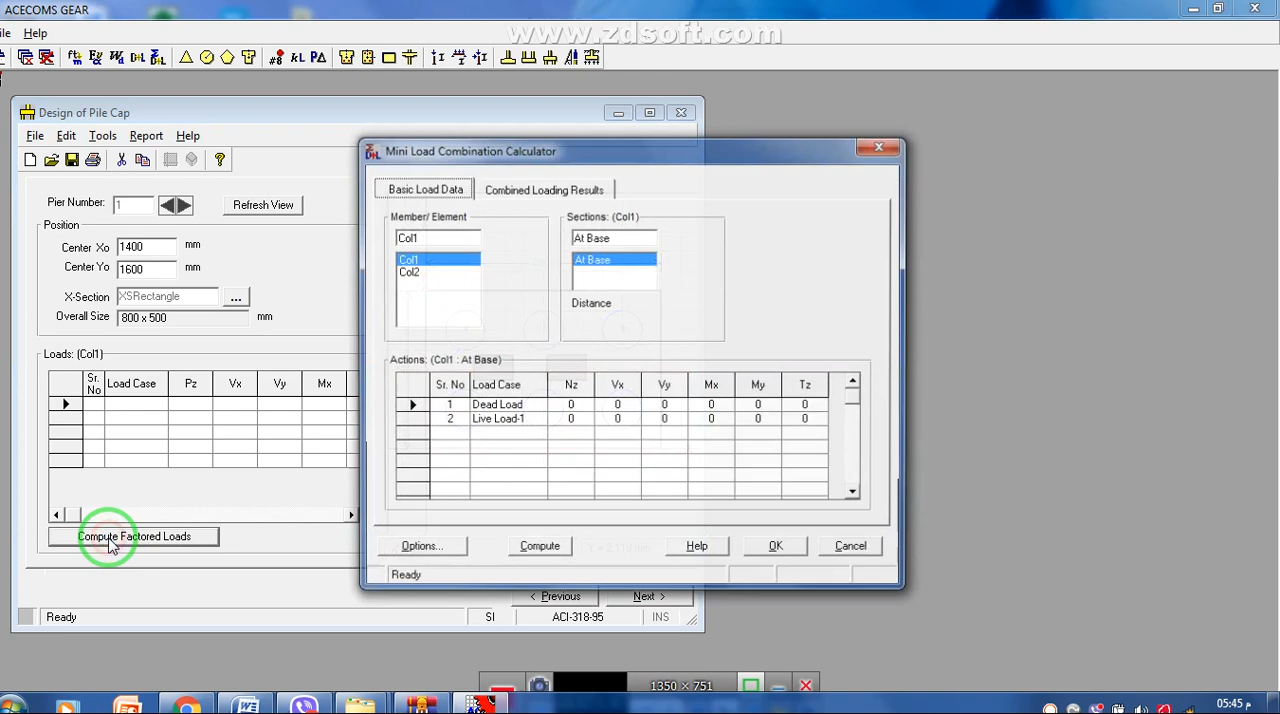 ACECOMS GEAR
www.zdsoft.com
ile Help
Design of Pile Cap
File Edit Tools Report Help
Pier Number: 1 Refresh View
Position
Center Xo 1400 mm
Center Yo 1600 mm
X-Section XSRectangle ...
Overall Size 800 x 500 mm
Loads: (Col1)
Sr. No Load Case Pz Vx Vy Mx
Compute Factored Loads
< Previous Next >
Ready SI ACI-318-95 INS
Mini Load Combination Calculator
Basic Load Data Combined Loading Results
Member/ Element Sections: (Col1)
Col1 At Base
Col1 At Base
Col2
Distance
Actions: (Col1 : At Base)
Sr. No Load Case Nz Vx Vy Mx My Tz
1 Dead Load 0 0 0 0 0 0
2 Live Load-1 0 0 0 0 0 0
Options... Compute Help OK Cancel
Ready
1350 × 751
05:45 م